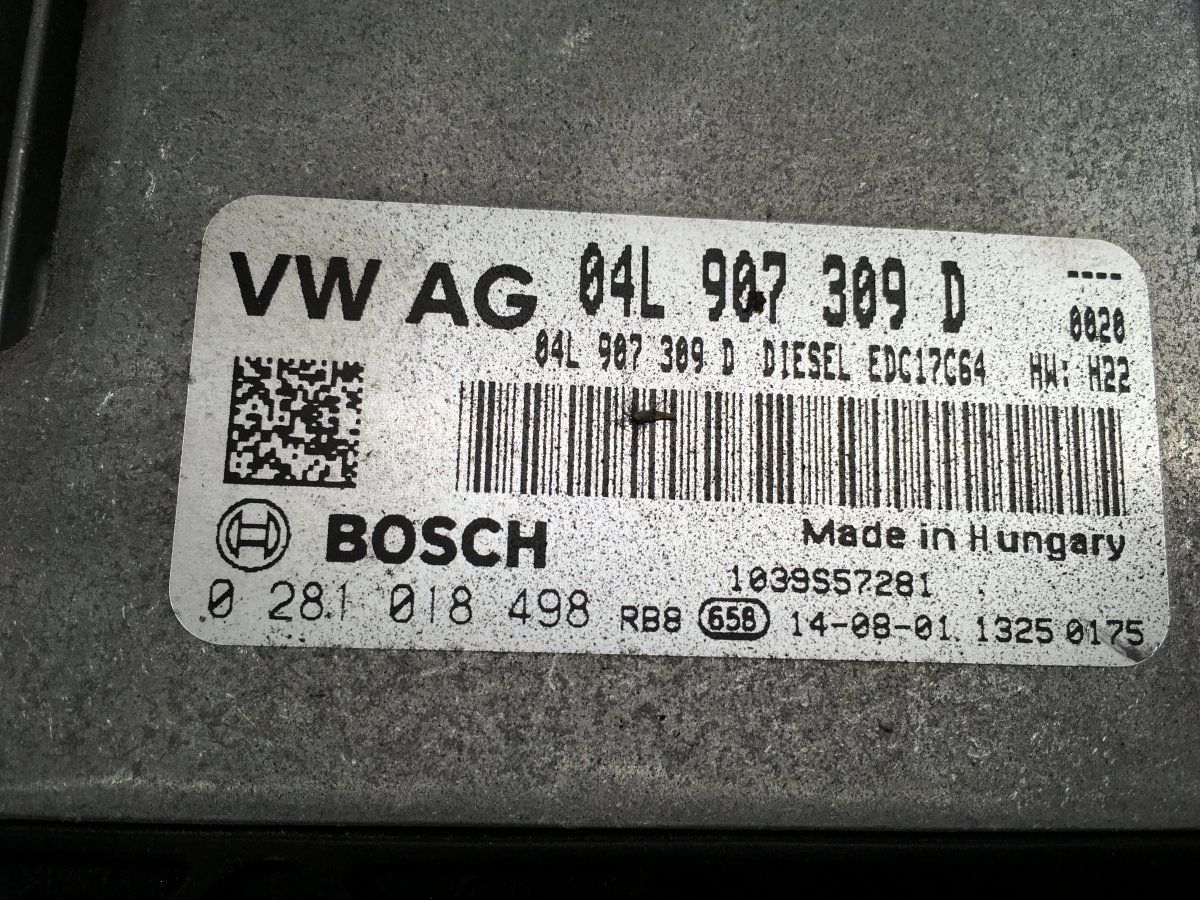 VW AG 04L 907 309 D ----
0020
04L 907 309 D DIESEL EDC17C64 HW: H22
BOSCH Made in Hungary
1039S57281
0 281 018 498 RB8 658 14-08-01 1325 0175